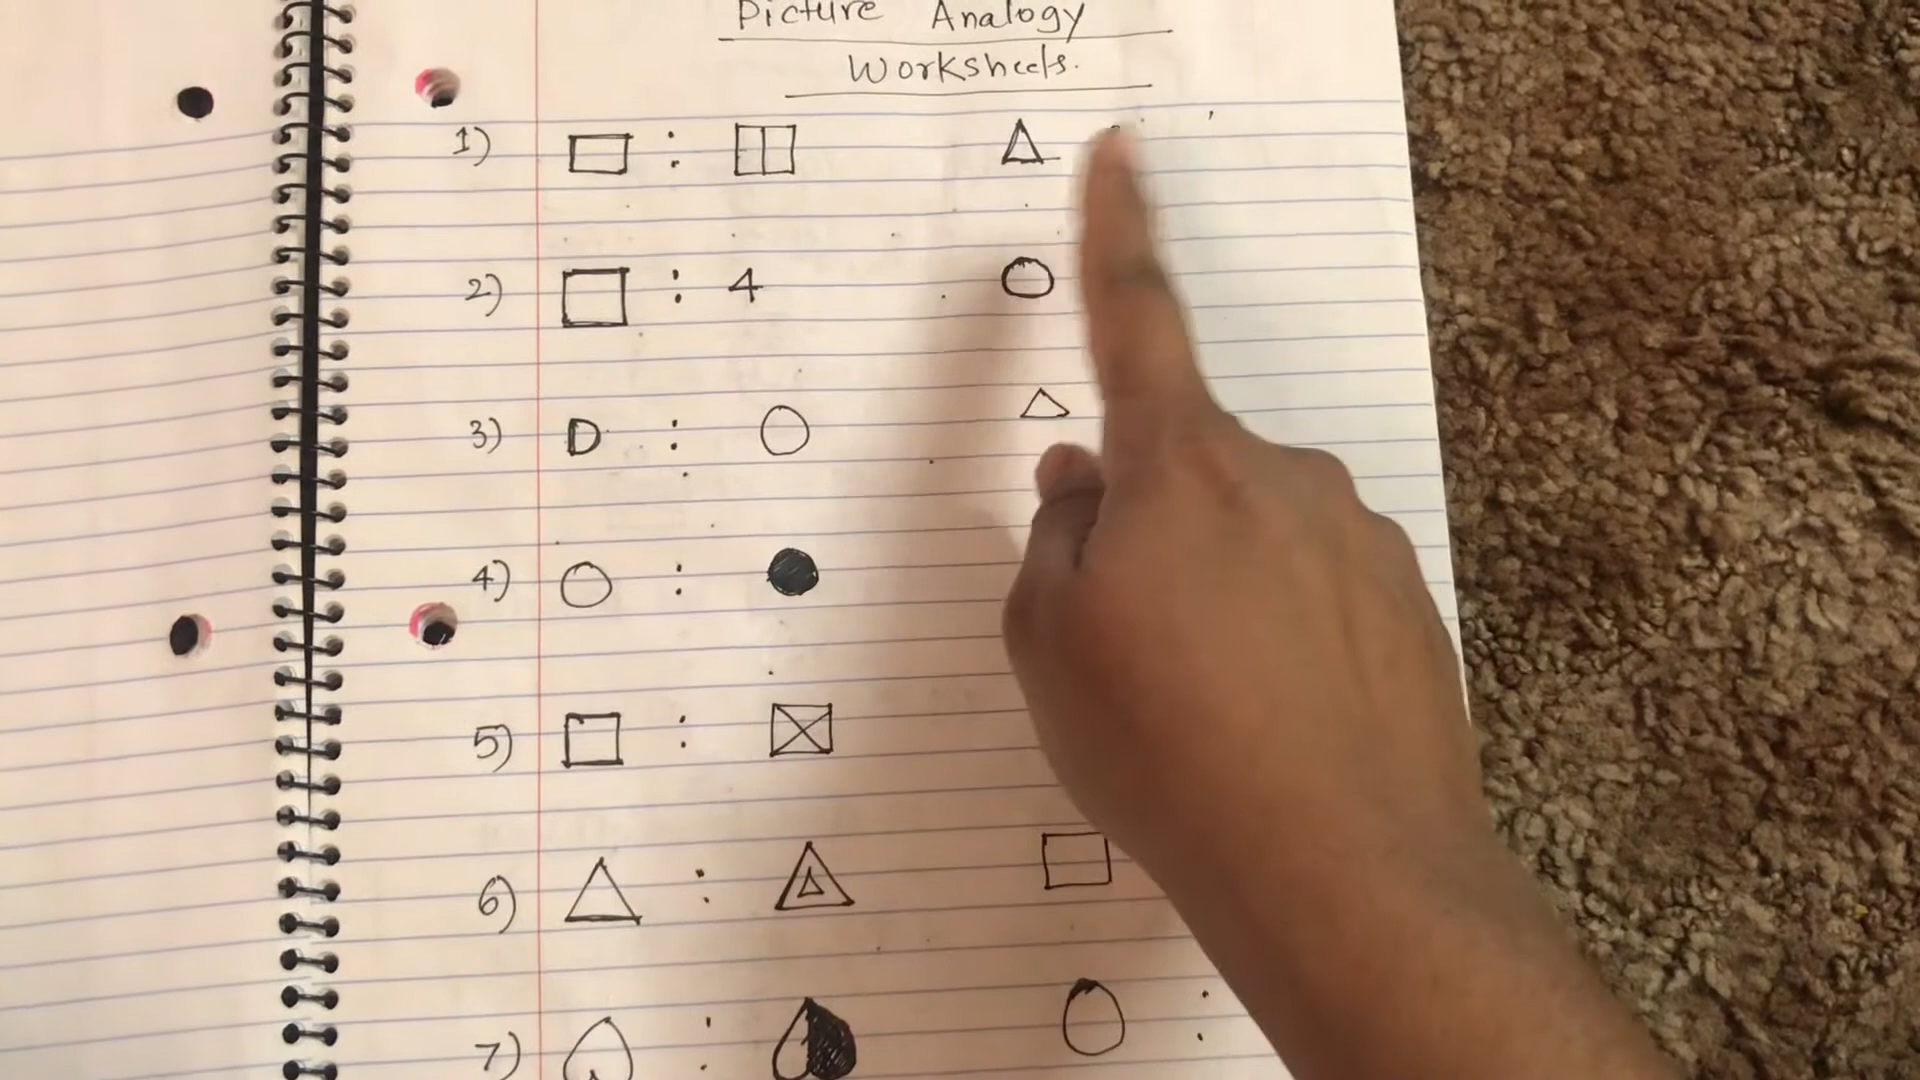 Picture Analogy
Worksheets.
1) :
2) : 4
3) :
4) :
5) :
6) :
7) : :